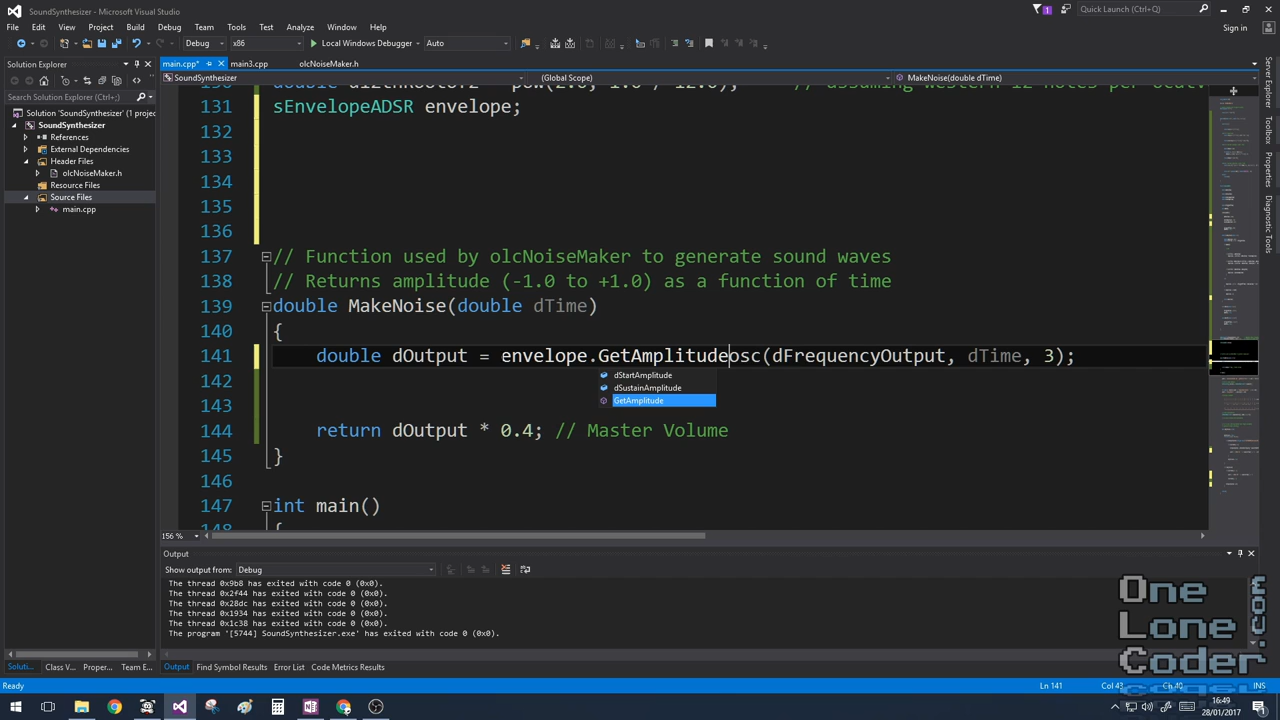 SoundSynthesizer - Microsoft Visual Studio
1
Quick Launch (Ctrl+Q)
File Edit View Project Build Debug Team Tools Test Analyze Window Help
Sign in
Debug x86 Local Windows Debugger Auto
Solution Explorer
main.cpp* main3.cpp olcNoiseMaker.h
SoundSynthesizer (Global Scope) MakeNoise(double dTime)
Search Solution Explorer (Ctrl+;)
Solution 'SoundSynthesizer' (1 projec
SoundSynthesizer
References
External Dependencies
Header Files
olcNoiseMaker.h
Resource Files
Source Files
main.cpp
131 sEnvelopeADSR envelope;
132
133
134
135
136
137 // Function used by olcNoiseMaker to generate sound waves
138 // Returns amplitude (-1.0 to +1.0) as a function of time
139 double MakeNoise(double dTime)
140 {
141 double dOutput = envelope.GetAmplitudeosc(dFrequencyOutput, dTime, 3);
142
143
144 return dOutput * 0.4; // Master Volume
145 }
146
147 int main()
148 {
dStartAmplitude
dSustainAmplitude
GetAmplitude
156 %
Server Explorer
Toolbox
Properties
Output
Show output from: Debug
The thread 0x9b8 has exited with code 0 (0x0).
The thread 0x2f44 has exited with code 0 (0x0).
The thread 0x28dc has exited with code 0 (0x0).
The thread 0x1934 has exited with code 0 (0x0).
The thread 0x1c38 has exited with code 0 (0x0).
The program '[5744] SoundSynthesizer.exe' has exited with code 0 (0x0).
Soluti... Class V... Proper... Team E...
Output Find Symbol Results Error List Code Metrics Results
Ready Ln 141 Col 43 Ch 40 INS
One
Lone
Coder
.com
16:49
28/01/2017